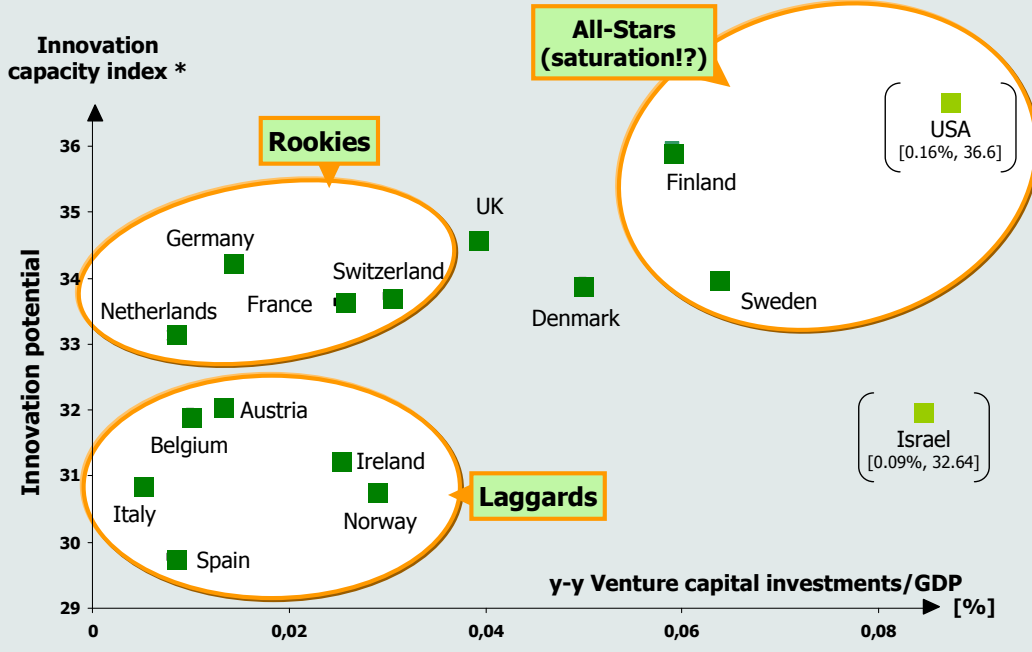 Innovation
capacity index *
All-Stars
(saturation!?)
Rookies
USA
[0.16%, 36.6]
Finland
UK
Germany
Switzerland
France
Netherlands
Sweden
Denmark
Austria
Belgium
Ireland
Israel
[0.09%, 32.64]
Laggards
Italy
Norway
Spain
Innovation potential
36
35
34
33
32
31
30
29
y-y Venture capital investments/GDP
[%]
0
0,02
0,04
0,06
0,08